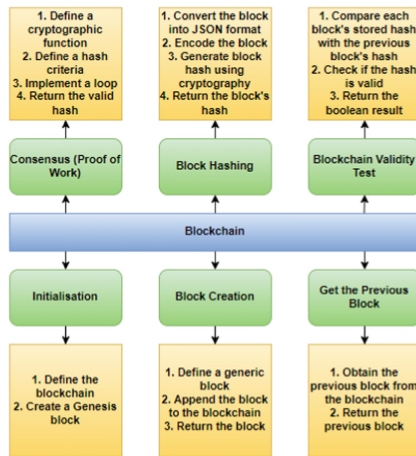 1. Define a
cryptographic
function
2. Define a hash
criteria
3. Implement a loop
4. Return the valid
hash
1. Convert the block
into JSON format
2. Encode the block
3. Generate block
hash using
cryptography
4. Return the block's
hash
1. Compare each
block's stored hash
with the previous
block's hash
2. Check if the hash
is valid
3. Return the
boolean result
Consensus (Proof of
Work)
Block Hashing
Blockchain Validity
Test
Blockchain
Initialisation
Block Creation
Get the Previous
Block
1. Define the
blockchain
2. Create a Genesis
block
1. Define a generic
block
2. Append the block
to the blockchain
3. Return the block
1. Obtain the
previous block from
the blockchain
2. Return the
previous block